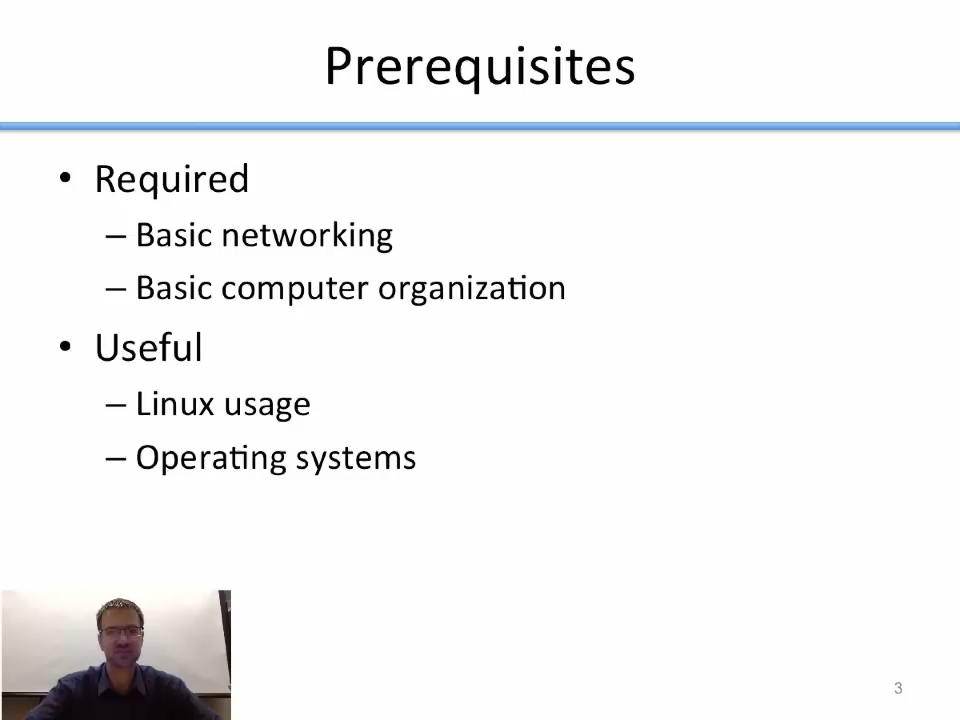 Prerequisites
• Required
– Basic networking
– Basic computer organization
• Useful
– Linux usage
– Operating systems
3